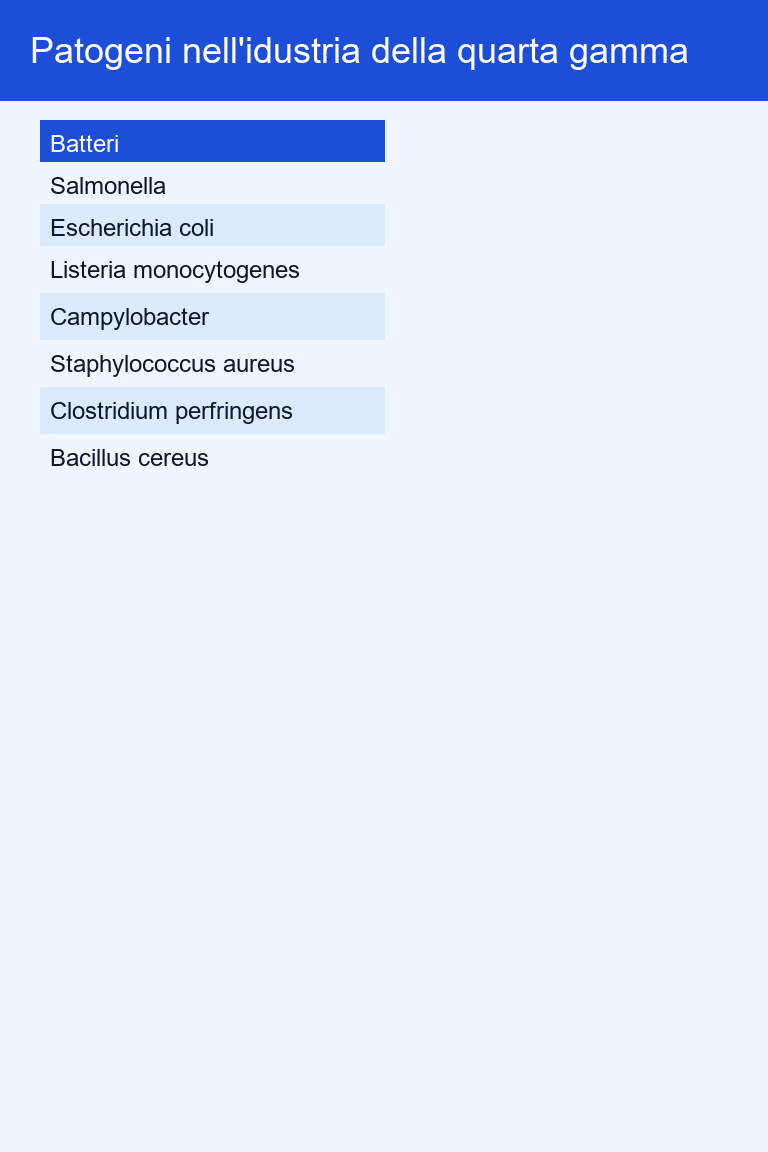 Patogeni nell'idustria della quarta gamma
Batteri
Salmonella
Escherichia coli
Listeria monocytogenes
Campylobacter
Staphylococcus aureus
Clostridium perfringens
Bacillus cereus